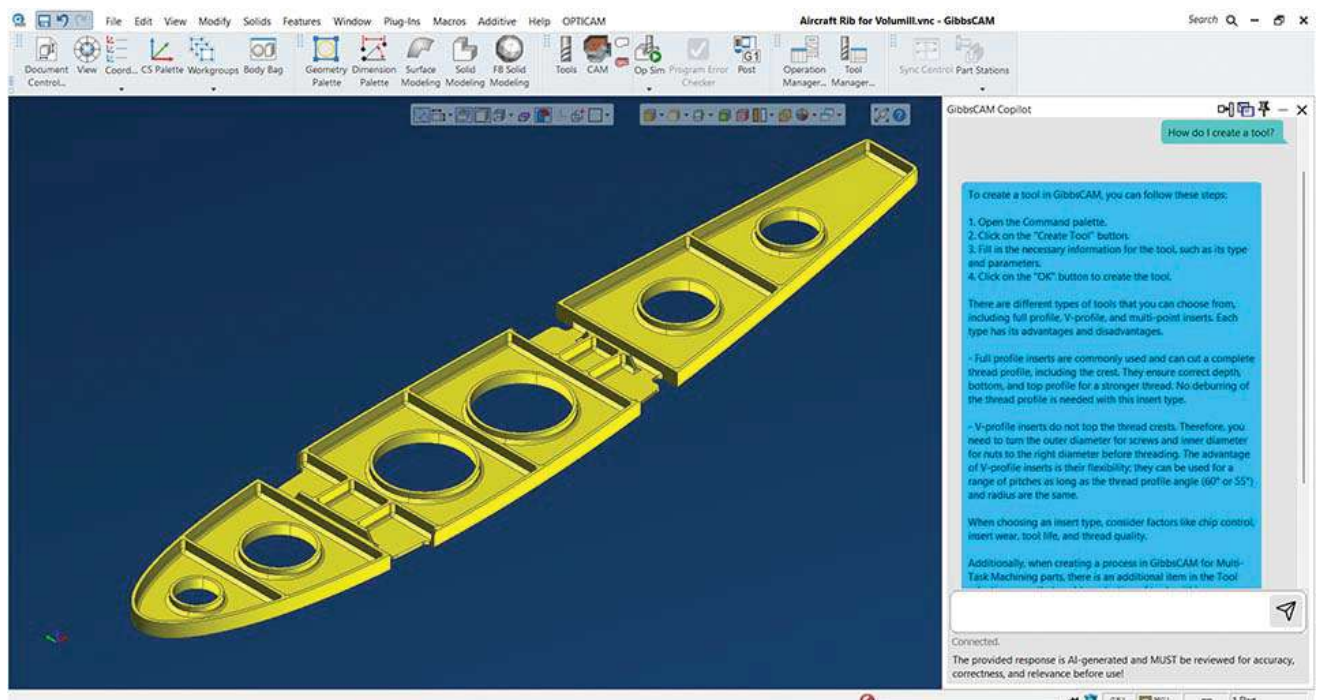 File Edit View Modify Solids Features Window Plug-Ins Macros Additive Help OPTICAM
Aircraft Rib for Volumill.vnc - GibbsCAM
Search
Document Control...
View
Coord...
CS Palette
Workgroups
Body Bag
Geometry Palette
Dimension Palette
Surface Modeling
Solid Modeling
FB Solid Modeling
Tools
CAM
Op Sim
Program Error Checker
G1
Post
Operation Manager...
Tool Manager...
Sync Control
Part Stations
GibbsCAM Copilot
How do I create a tool?
To create a tool in GibbsCAM, you can follow these steps:
1. Open the Command palette.
2. Click on the "Create Tool" button.
3. Fill in the necessary information for the tool, such as its type
and parameters.
4. Click on the "OK" button to create the tool.
There are different types of tools that you can choose from,
including full profile, V-profile, and multi-point inserts. Each
type has its advantages and disadvantages.
- Full profile inserts are commonly used and can cut a complete
thread profile, including the crest. They ensure correct depth,
bottom, and top profile for a stronger thread. No deburring of
the thread profile is needed with this insert type.
- V-profile inserts do not top the thread crests. Therefore, you
need to turn the outer diameter for screws and inner diameter
for nuts to the right diameter before threading. The advantage
of V-profile inserts is their flexibility; they can be used for a
range of pitches as long as the thread profile angle (60° or 55°)
and radius are the same.
When choosing an insert type, consider factors like chip control,
insert wear, tool life, and thread quality.
Additionally, when creating a process in GibbsCAM for Multi-
Task Machining parts, there is an additional item in the Tool
Connected.
The provided response is AI-generated and MUST be reviewed for accuracy,
correctness, and relevance before use!